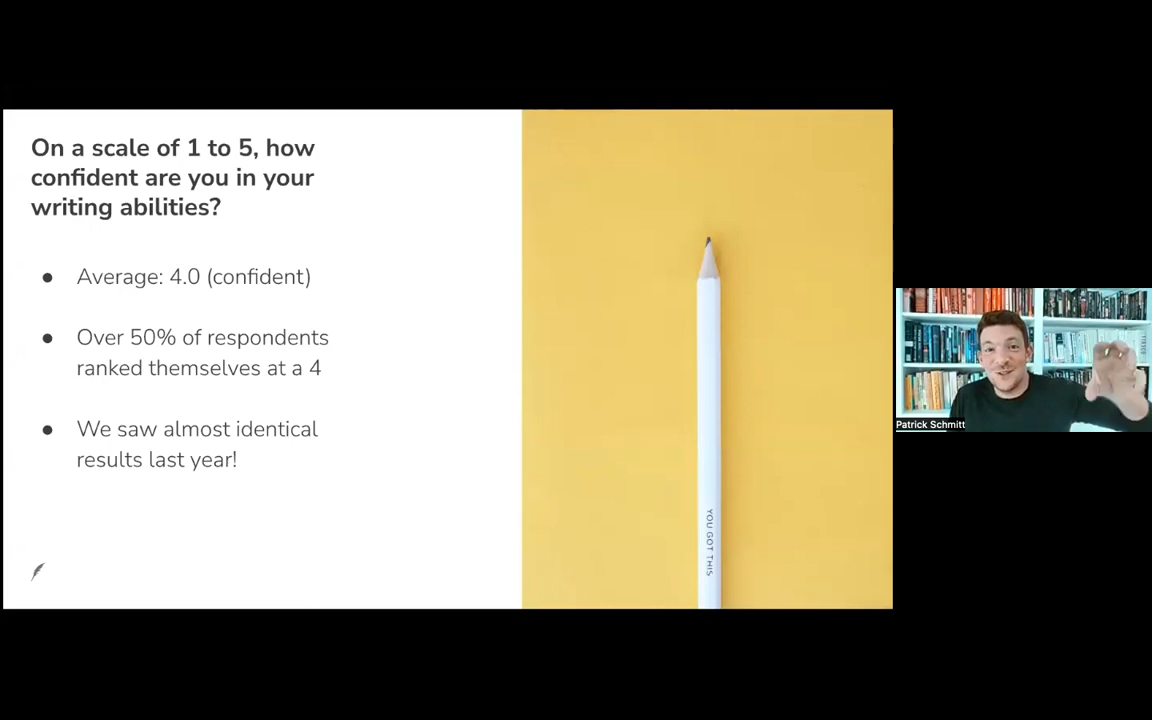 On a scale of 1 to 5, how
confident are you in your
writing abilities?
● Average: 4.0 (confident)
● Over 50% of respondents
ranked themselves at a 4
● We saw almost identical
results last year!
YOU GOT THIS
Patrick Schmitt